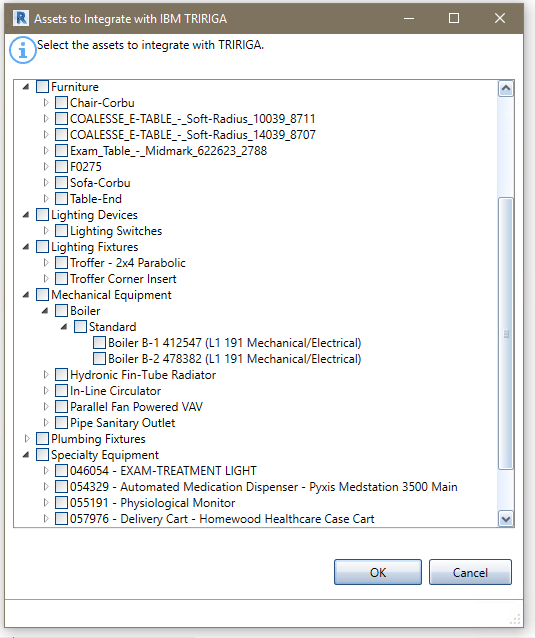 R Assets to Integrate with IBM TRIRIGA
Select the assets to integrate with TRIRIGA.
Furniture
Chair-Corbu
COALESSE_E-TABLE_-_Soft-Radius_10039_8711
COALESSE_E-TABLE_-_Soft-Radius_14039_8707
Exam_Table_-_Midmark_622623_2788
F0275
Sofa-Corbu
Table-End
Lighting Devices
Lighting Switches
Lighting Fixtures
Troffer - 2x4 Parabolic
Troffer Corner Insert
Mechanical Equipment
Boiler
Standard
Boiler B-1 412547 (L1 191 Mechanical/Electrical)
Boiler B-2 478382 (L1 191 Mechanical/Electrical)
Hydronic Fin-Tube Radiator
In-Line Circulator
Parallel Fan Powered VAV
Pipe Sanitary Outlet
Plumbing Fixtures
Specialty Equipment
046054 - EXAM-TREATMENT LIGHT
054329 - Automated Medication Dispenser - Pyxis Medstation 3500 Main
055191 - Physiological Monitor
057976 - Delivery Cart - Homewood Healthcare Case Cart
OK Cancel